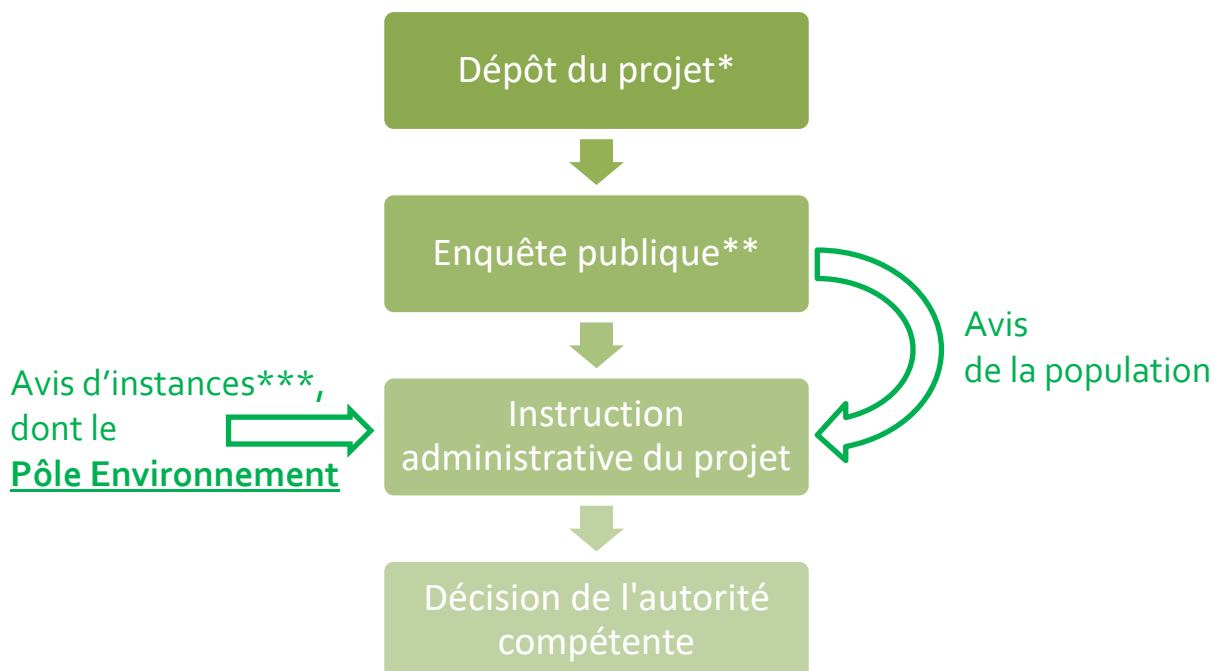 Dépôt du projet*
Enquête publique**
Avis
de la population
Avis d’instances***,
dont le
Pôle Environnement
Instruction
administrative du projet
Décision de l'autorité
compétente